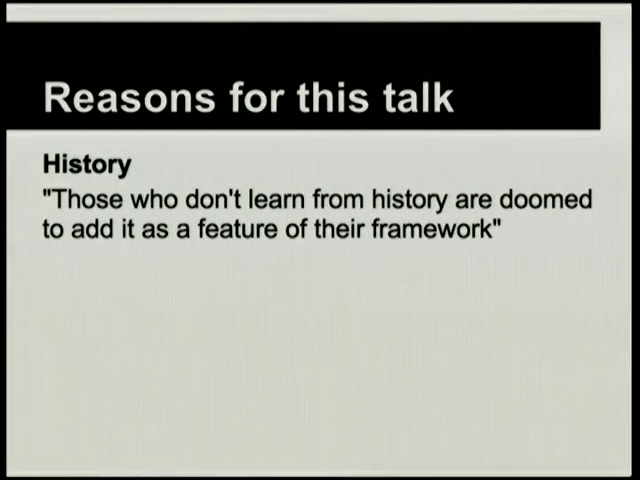 Reasons for this talk
History
"Those who don't learn from history are doomed
to add it as a feature of their framework"